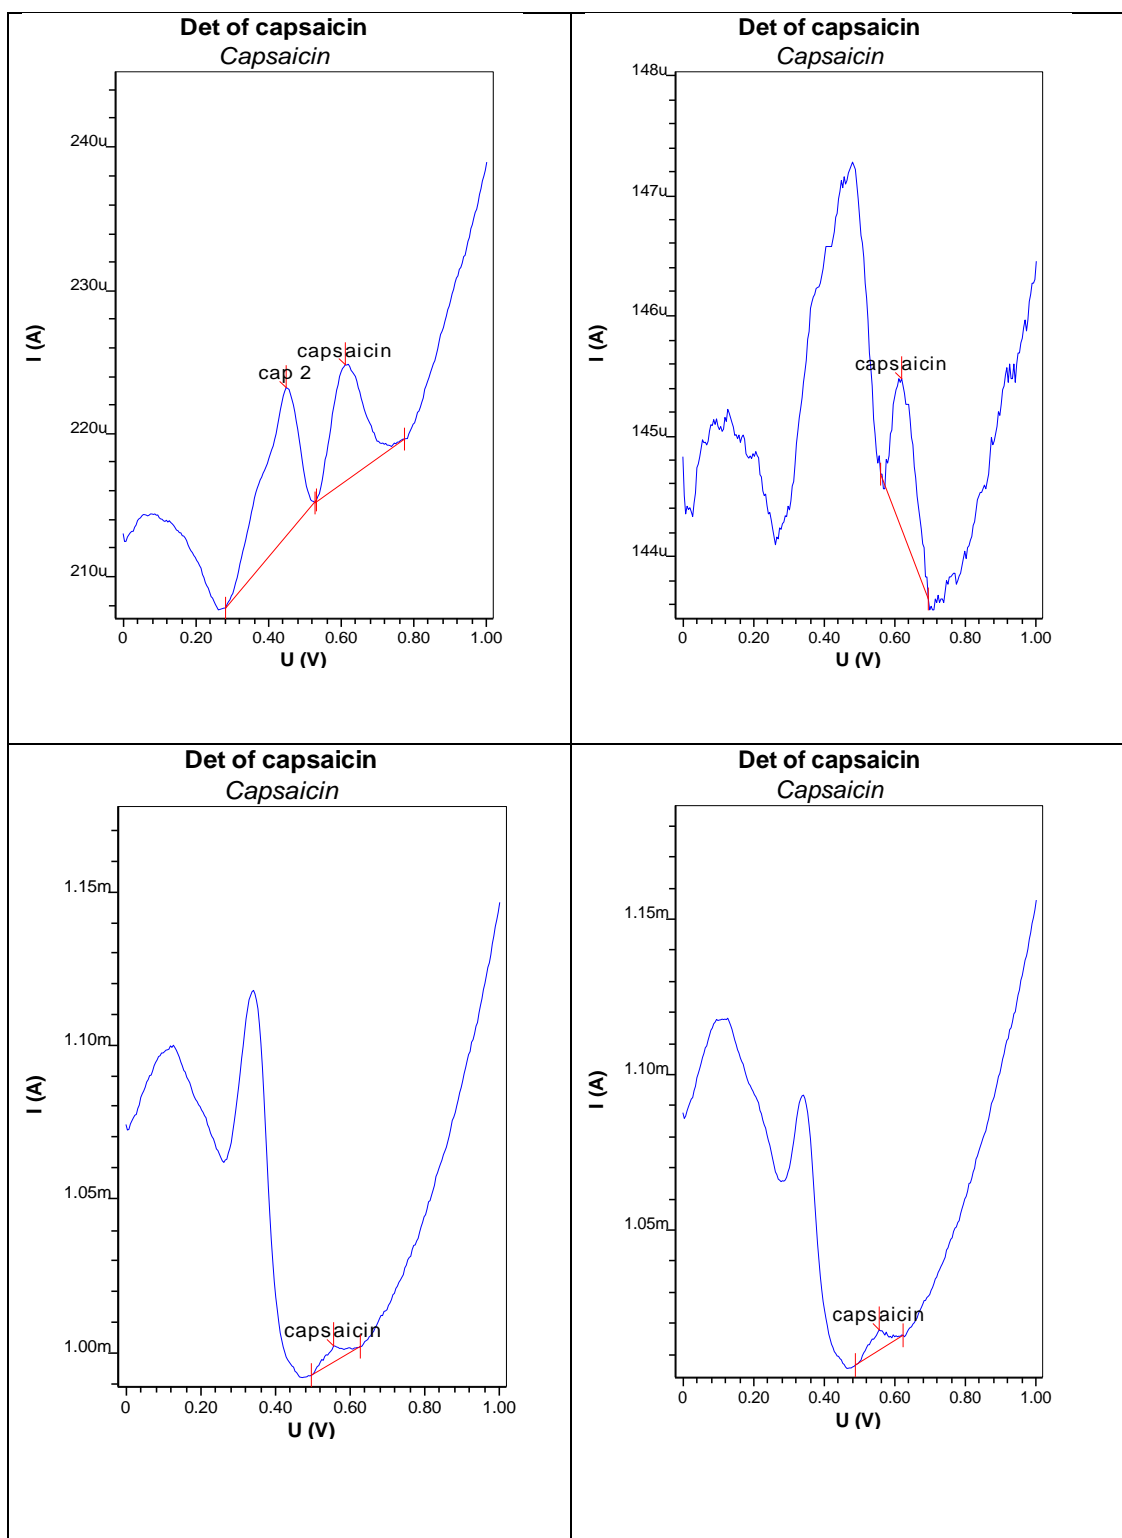 Det of capsaicin
Capsaicin
240u
230u
220u
210u
I (A)
cap 2
capsaicin
0 0.20 0.40 0.60 0.80 1.00
U (V)
Det of capsaicin
Capsaicin
148u
147u
146u
145u
144u
I (A)
capsaicin
0 0.20 0.40 0.60 0.80 1.00
U (V)
Det of capsaicin
Capsaicin
1.15m
1.10m
1.05m
1.00m
I (A)
capsaicin
0 0.20 0.40 0.60 0.80 1.00
U (V)
Det of capsaicin
Capsaicin
1.15m
1.10m
1.05m
I (A)
capsaicin
0 0.20 0.40 0.60 0.80 1.00
U (V)